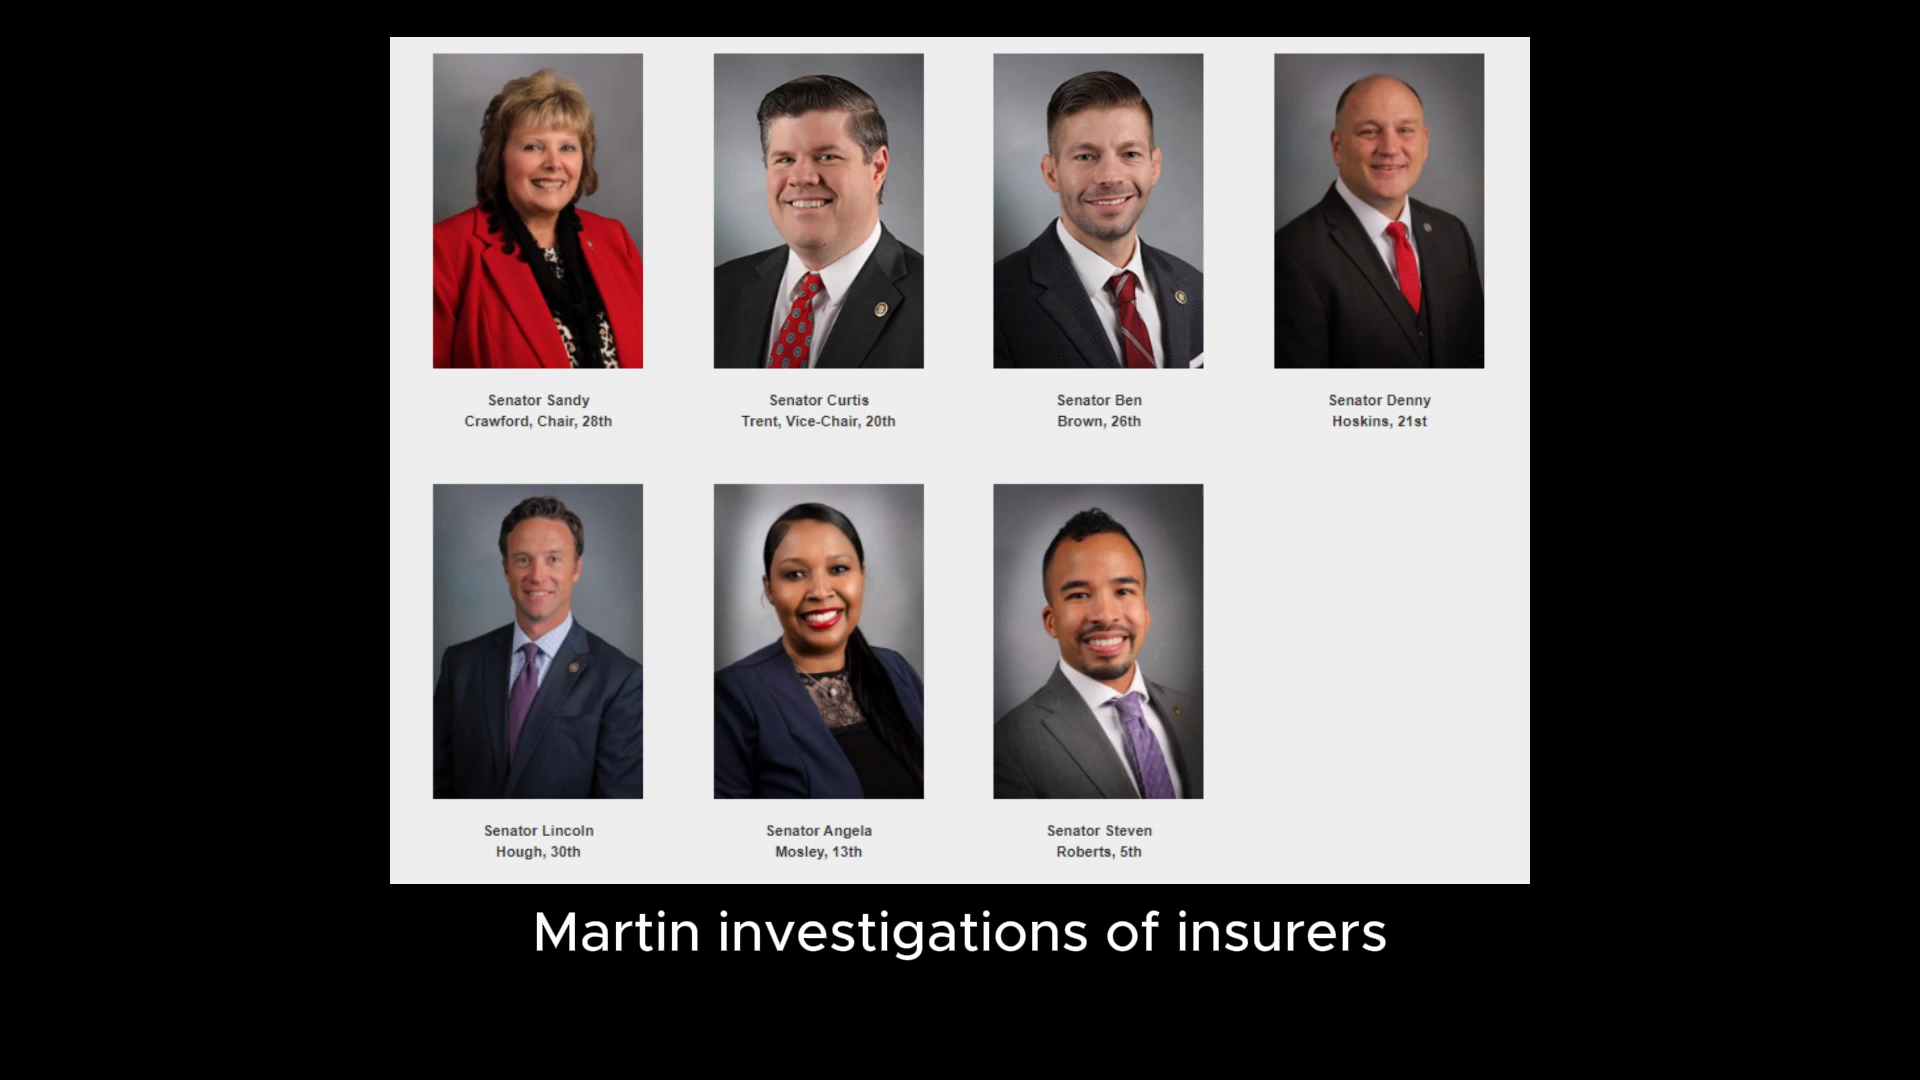 Senator Sandy
Crawford, Chair, 28th
Senator Curtis
Trent, Vice-Chair, 20th
Senator Ben
Brown, 26th
Senator Denny
Hoskins, 21st
Senator Lincoln
Hough, 30th
Senator Angela
Mosley, 13th
Senator Steven
Roberts, 5th
Martin investigations of insurers